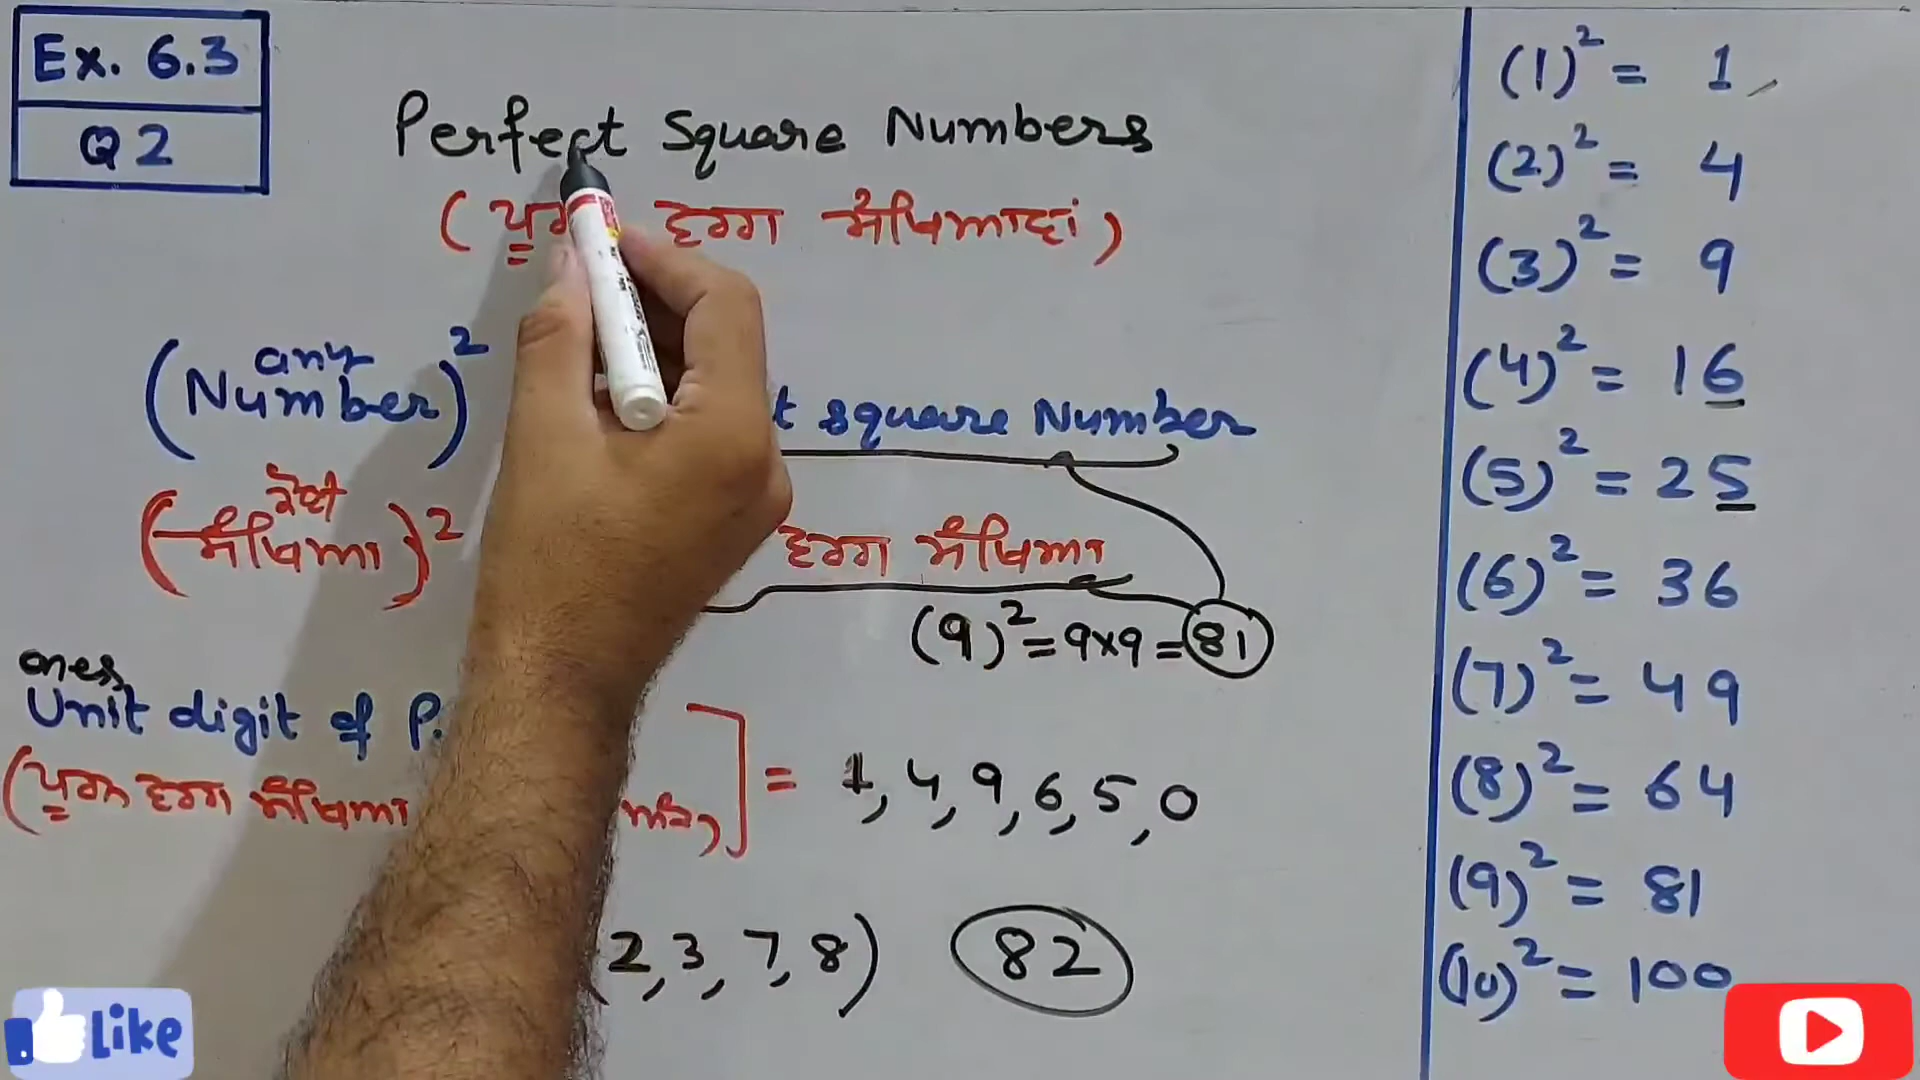 Ex. 6.3
Q2
Perfect Square Numbers
( ਵਰਗ ਸੰਖਿਆਵਾਂ )
(any Number)²
square Number
(ਕੋਈ ਸੰਖਿਆ)²
ਵਰਗ ਸੰਖਿਆ
(9)² = 9×9 = 81
ones
Unit digit of P.
(ਪੂਰਨ ਵਰਗ ਸੰਖਿਆ
= 1, 4, 9, 6, 5, 0
(2, 3, 7, 8) 82
(1)² = 1
(2)² = 4
(3)² = 9
(4)² = 16
(5)² = 25
(6)² = 36
(7)² = 49
(8)² = 64
(9)² = 81
(10)² = 100
Like